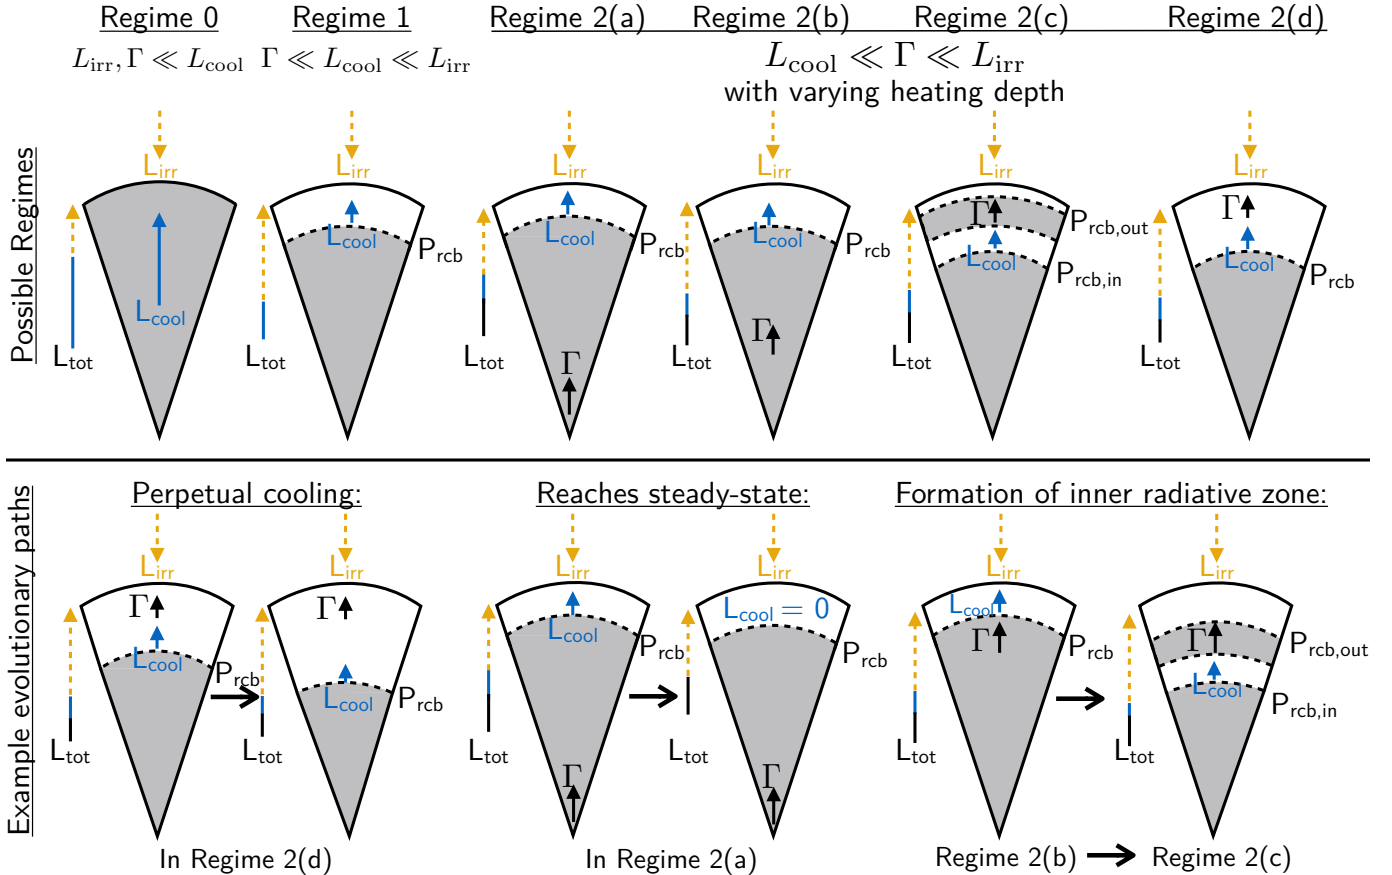 Regime 0 Regime 1 Regime 2(a) Regime 2(b) Regime 2(c) Regime 2(d)
L_irr, Γ ≪ L_cool Γ ≪ L_cool ≪ L_irr L_cool ≪ Γ ≪ L_irr
with varying heating depth
Possible Regimes
L_irr L_irr L_irr L_irr L_irr L_irr
L_cool L_tot
L_cool P_rcb L_tot
L_cool P_rcb Γ L_tot
L_cool P_rcb Γ L_tot
Γ P_rcb,out L_cool P_rcb,in L_tot
Γ L_cool P_rcb L_tot
Example evolutionary paths
Perpetual cooling: Reaches steady-state: Formation of inner radiative zone:
L_irr L_irr L_irr L_irr L_irr L_irr
Γ L_cool P_rcb L_tot
Γ L_cool P_rcb L_tot
L_cool P_rcb Γ L_tot
L_cool = 0 P_rcb Γ L_tot
L_cool Γ P_rcb L_tot
Γ P_rcb,out L_cool P_rcb,in L_tot
In Regime 2(d) In Regime 2(a) Regime 2(b) → Regime 2(c)